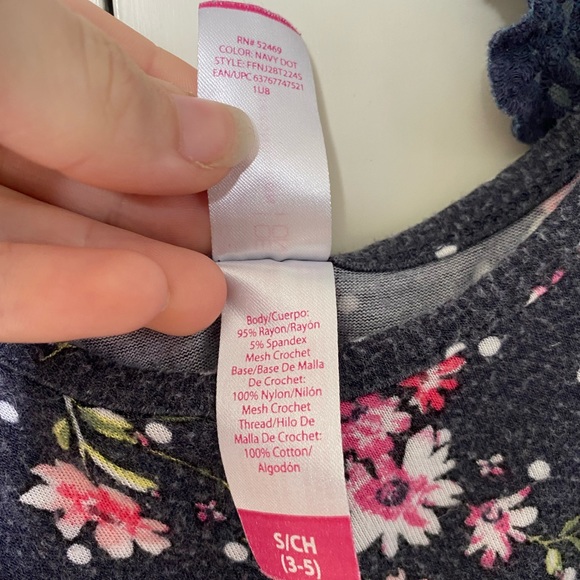 RN# 52469
COLOR: NAVY DOT
STYLE: FFNJ28T2245
EAN/UPC 63767747521
1U8
Body/Cuerpo:
95% Rayon/Rayón
5% Spandex
Mesh Crochet
Base/Base De Malla
De Crochet:
100% Nylon/Nilón
Mesh Crochet
Thread/Hilo De
Malla De Crochet:
100% Cotton/
Algodón
S/CH
(3-5)